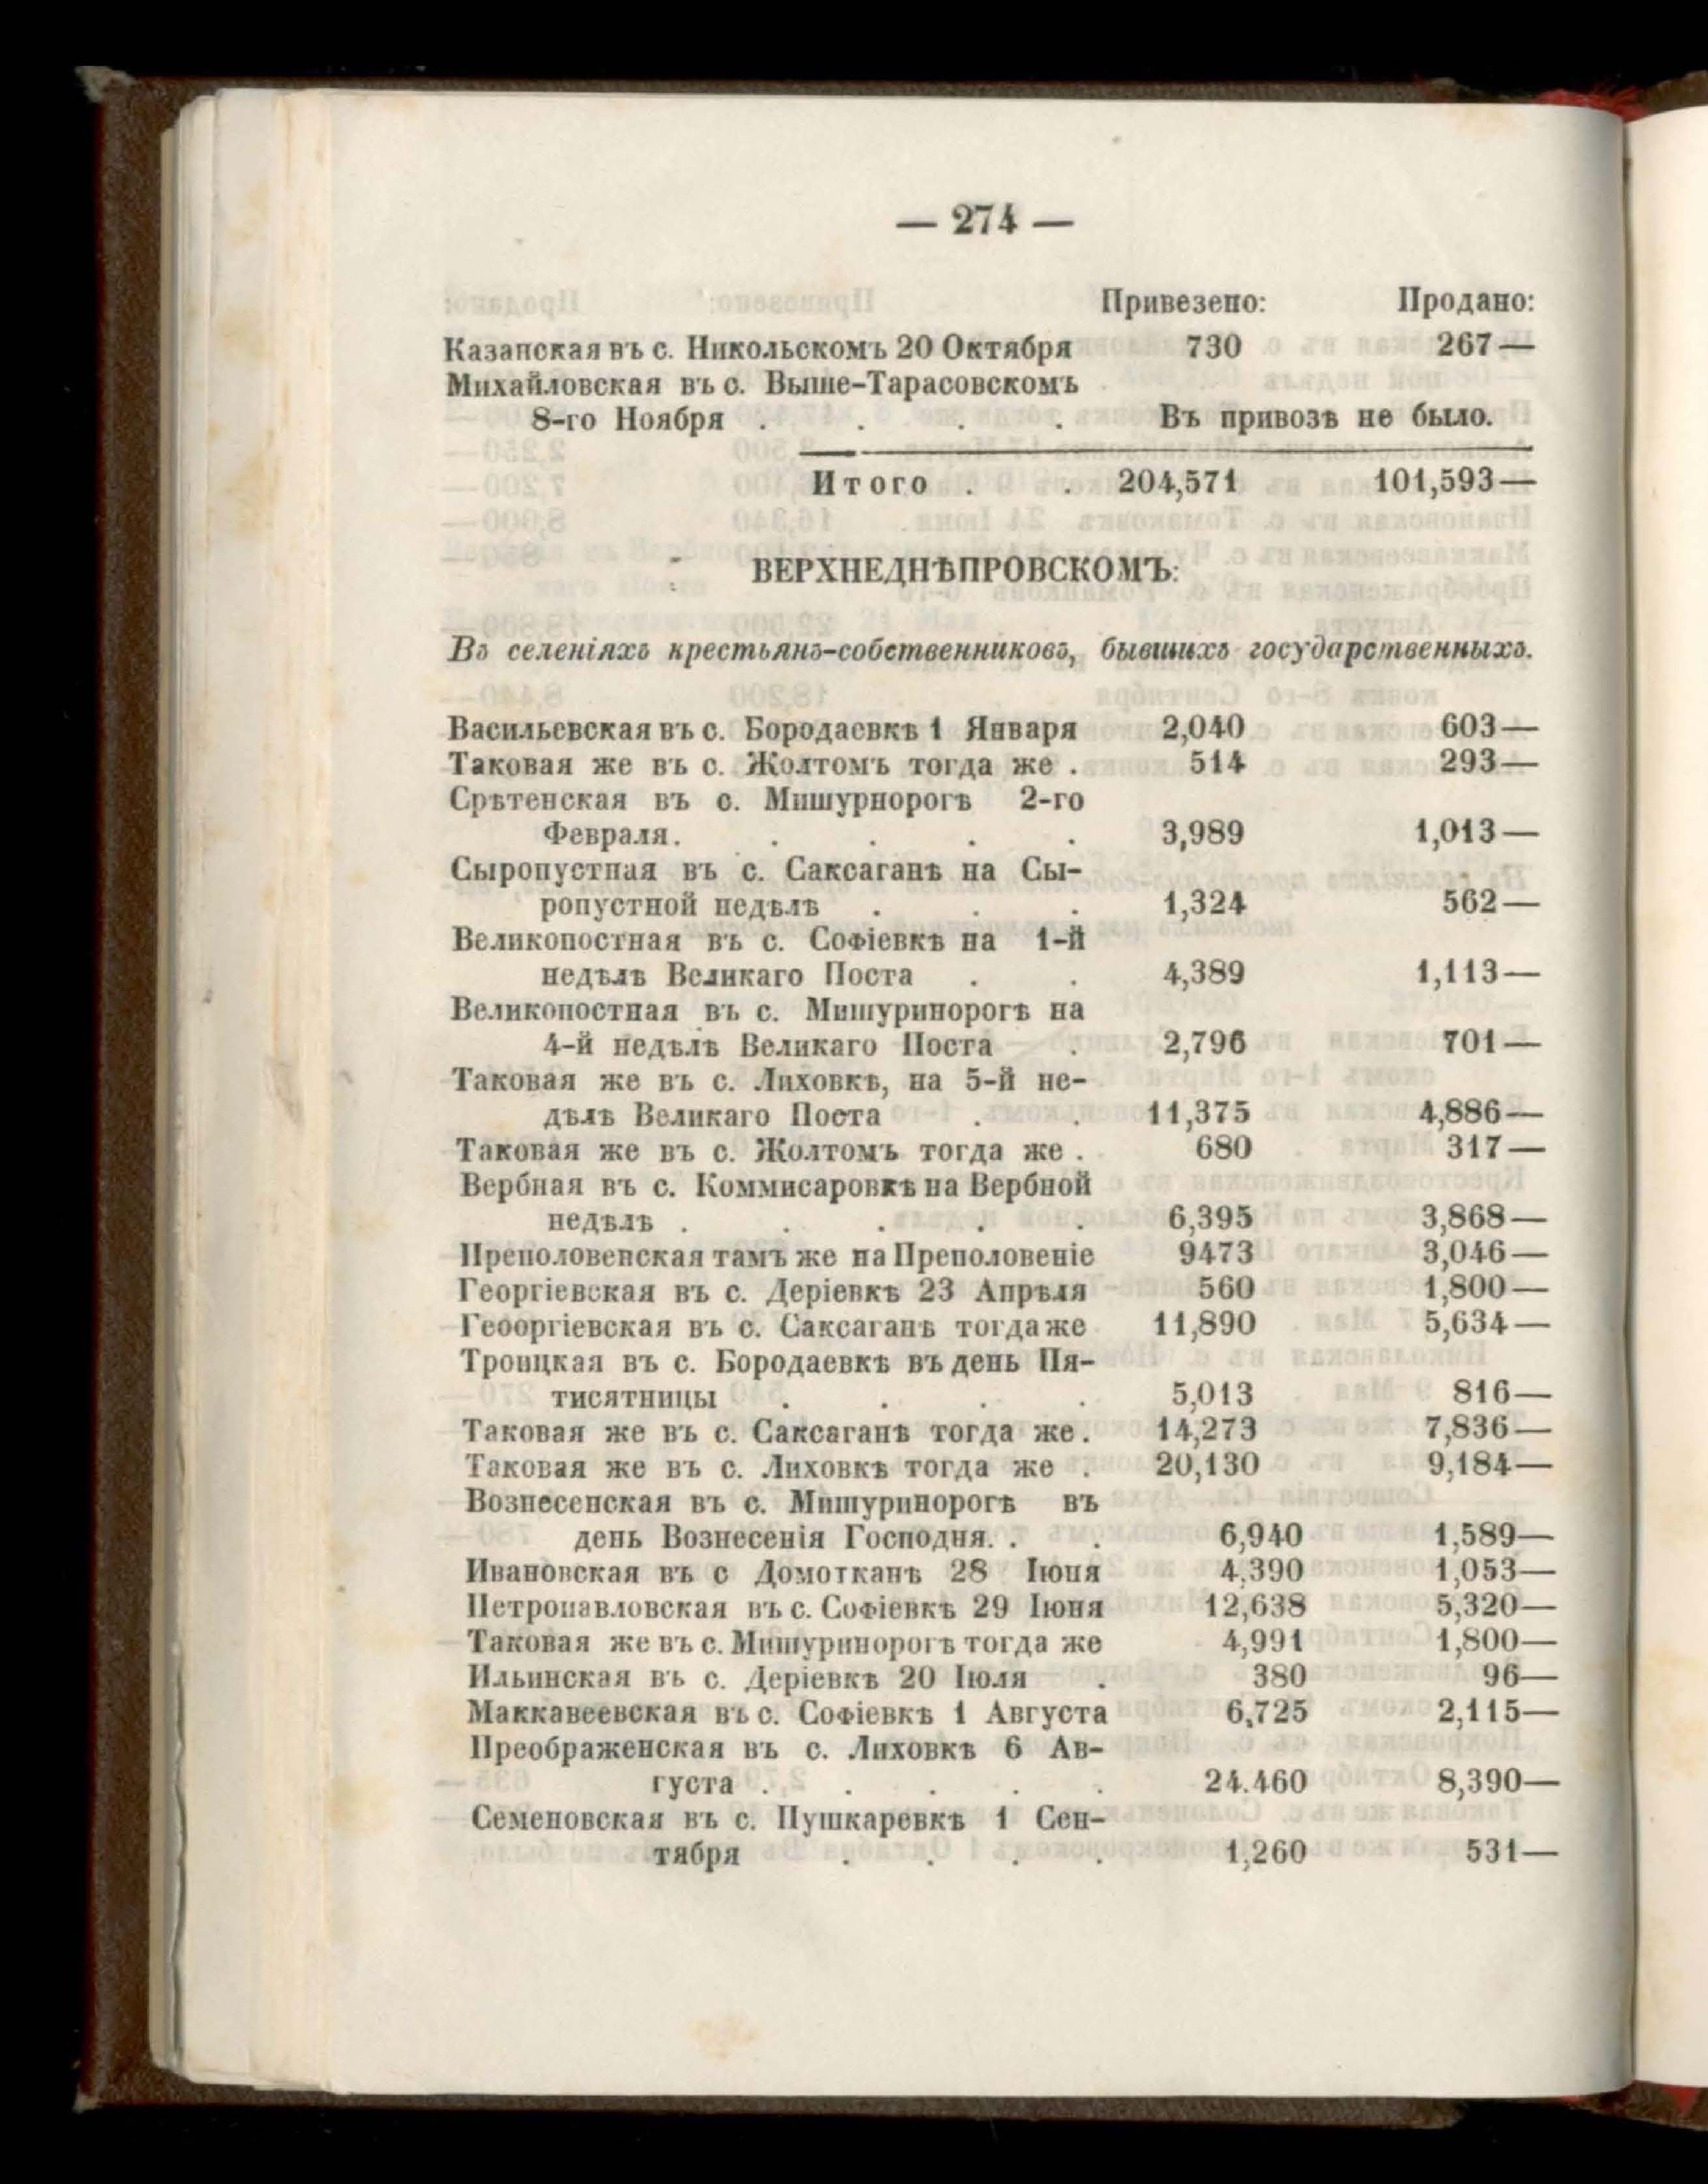 — 274 —
Привезено: Продано:
Казанская въ с. Никольскомъ 20 Октября 730 267—
Михайловская въ с. Выше-Тарасовскомъ
8-го Ноября . . . . Въ привозѣ не было.
Итого . . 204,571 101,593—
ВЕРХНЕДНѢПРОВСКОМЪ:
Въ селеніяхъ крестьянъ-собственниковъ, бывшихъ государственныхъ.
Васильевская въ с. Бородаевкѣ 1 Января 2,040 603—
Таковая же въ с. Жолтомъ тогда же . 514 293—
Срѣтенская въ с. Мишурнорогѣ 2-го
Февраля. . . . . 3,989 1,013—
Сыропустная въ с. Саксаганѣ на Сы-
ропустной недѣлѣ . . . 1,324 562—
Великопостная въ с. Софіевкѣ на 1-й
недѣлѣ Великаго Поста . . 4,389 1,113—
Великопостная въ с. Мишуринорогѣ на
4-й недѣлѣ Великаго Поста . 2,796 701—
Таковая же въ с. Лиховкѣ, на 5-й не-
дѣлѣ Великаго Поста . . 11,375 4,886—
Таковая же въ с. Жолтомъ тогда же . 680 317—
Вербная въ с. Коммисаровкѣ на Вербной
недѣлѣ . . . . . 6,395 3,868—
Преполовенская тамъ же на Преполовеніе 9473 3,046—
Георгіевская въ с. Деріевкѣ 23 Апрѣля 560 1,800—
Геооргіевская въ с. Саксаганѣ тогда же 11,890 5,634—
Троицкая въ с. Бородаевкѣ въ день Пя-
тисятницы . . . . 5,013 816—
Таковая же въ с. Саксаганѣ тогда же. 14,273 7,836—
Таковая же въ с. Лиховкѣ тогда же . 20,130 9,184—
Вознесенская въ с. Мишуринорогѣ въ
день Вознесенія Господня. . . 6,940 1,589—
Ивановская въ с Домотканѣ 28 Іюня 4,390 1,053—
Петропавловская въ с. Софіевкѣ 29 Іюня 12,638 5,320—
Таковая же въ с. Мишуринорогѣ тогда же 4,991 1,800—
Ильинская въ с. Деріевкѣ 20 Іюля . 380 96—
Маккавеевская въ с. Софіевкѣ 1 Августа 6,725 2,115—
Преображенская въ с. Лиховкѣ 6 Ав-
густа . . . . . 24.460 8,390—
Семеновская въ с. Пушкаревкѣ 1 Сен-
тября . . . . 1,260 531—